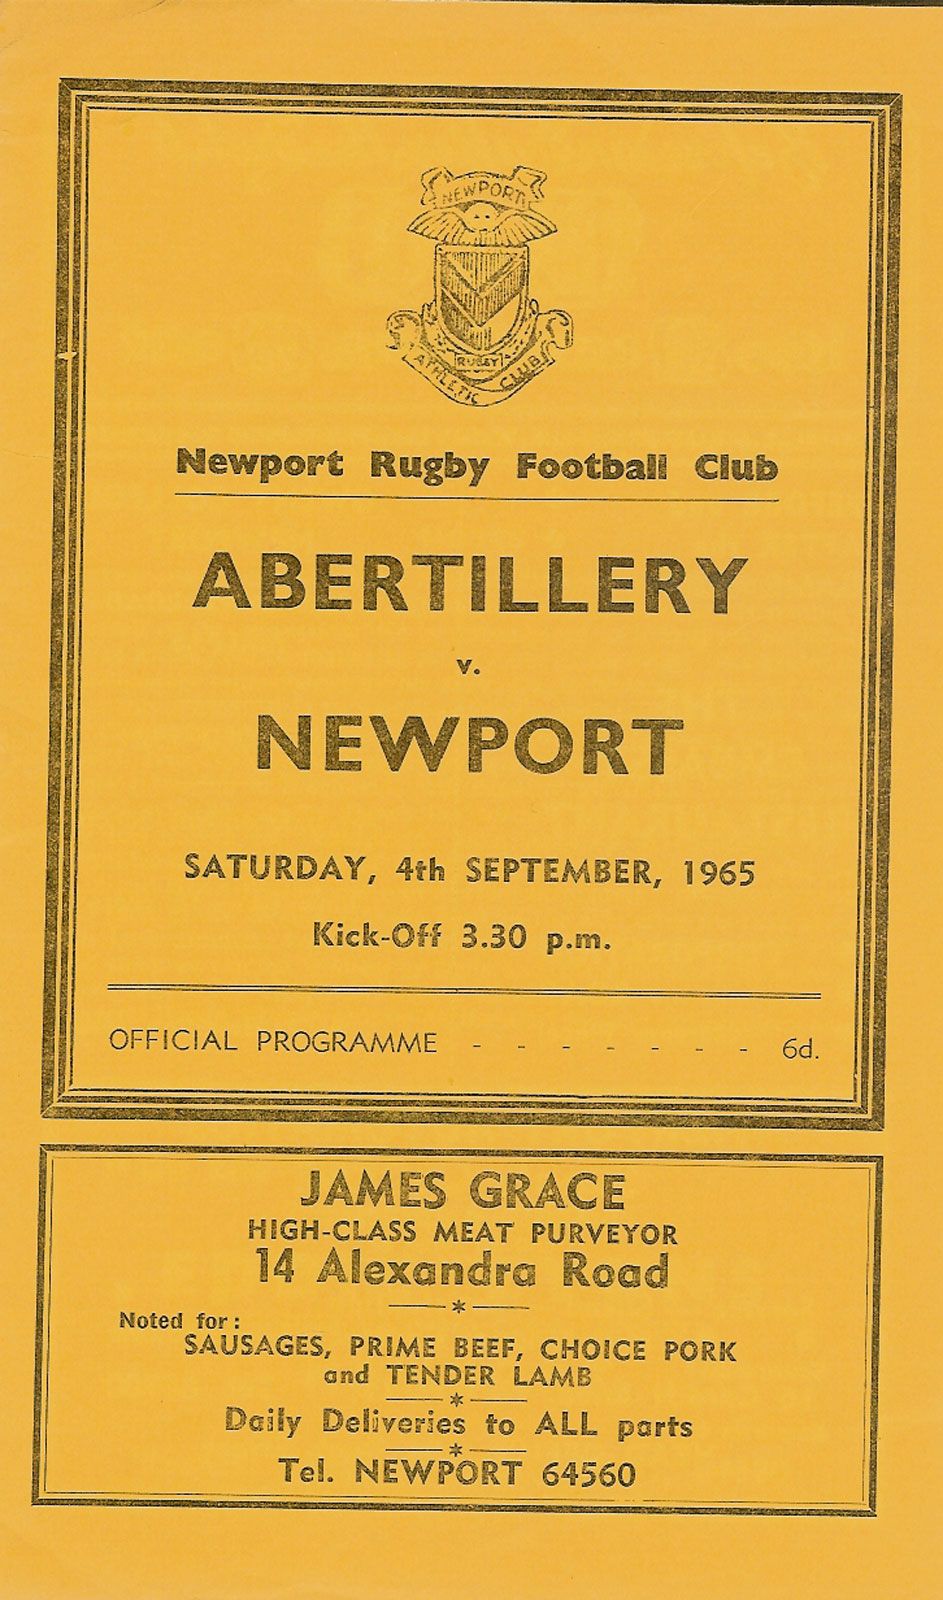 NEWPORT
RUGBY
ATHLETIC CLUB
Newport Rugby Football Club
ABERTILLERY
v.
NEWPORT
SATURDAY, 4th SEPTEMBER, 1965
Kick-Off 3.30 p.m.
OFFICIAL PROGRAMME - - - - - - - 6d.
JAMES GRACE
HIGH-CLASS MEAT PURVEYOR
14 Alexandra Road
Noted for:
SAUSAGES, PRIME BEEF, CHOICE PORK
and TENDER LAMB
Daily Deliveries to ALL parts
Tel. NEWPORT 64560